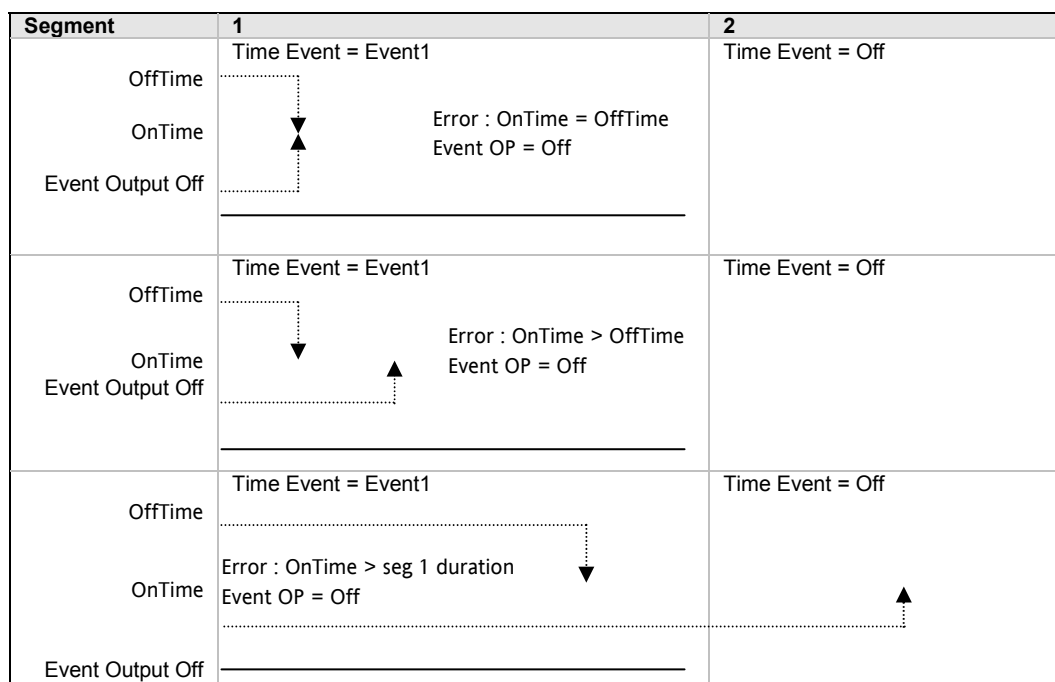 Segment 1 2
Time Event = Event1 Time Event = Off
OffTime
Error : OnTime = OffTime
OnTime
Event OP = Off
Event Output Off
Time Event = Event1 Time Event = Off
OffTime
Error : OnTime > OffTime
OnTime
Event OP = Off
Event Output Off
Time Event = Event1 Time Event = Off
OffTime
Error : OnTime > seg 1 duration
OnTime
Event OP = Off
Event Output Off